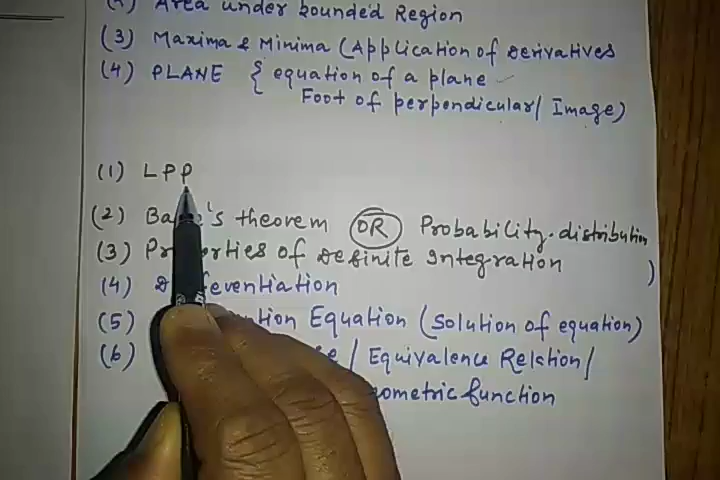 Area under bounded Region
(3) Maxima & Minima (Application of Derivatives
(4) PLANE { equation of a plane
Foot of perpendicular/ Image)
(1) LPP
(2) 's theorem OR Probability distribution
(3) of Definite Integration )
(4)
(5) Equation (Solution of equation)
(6) / Equivalence Relation/
function